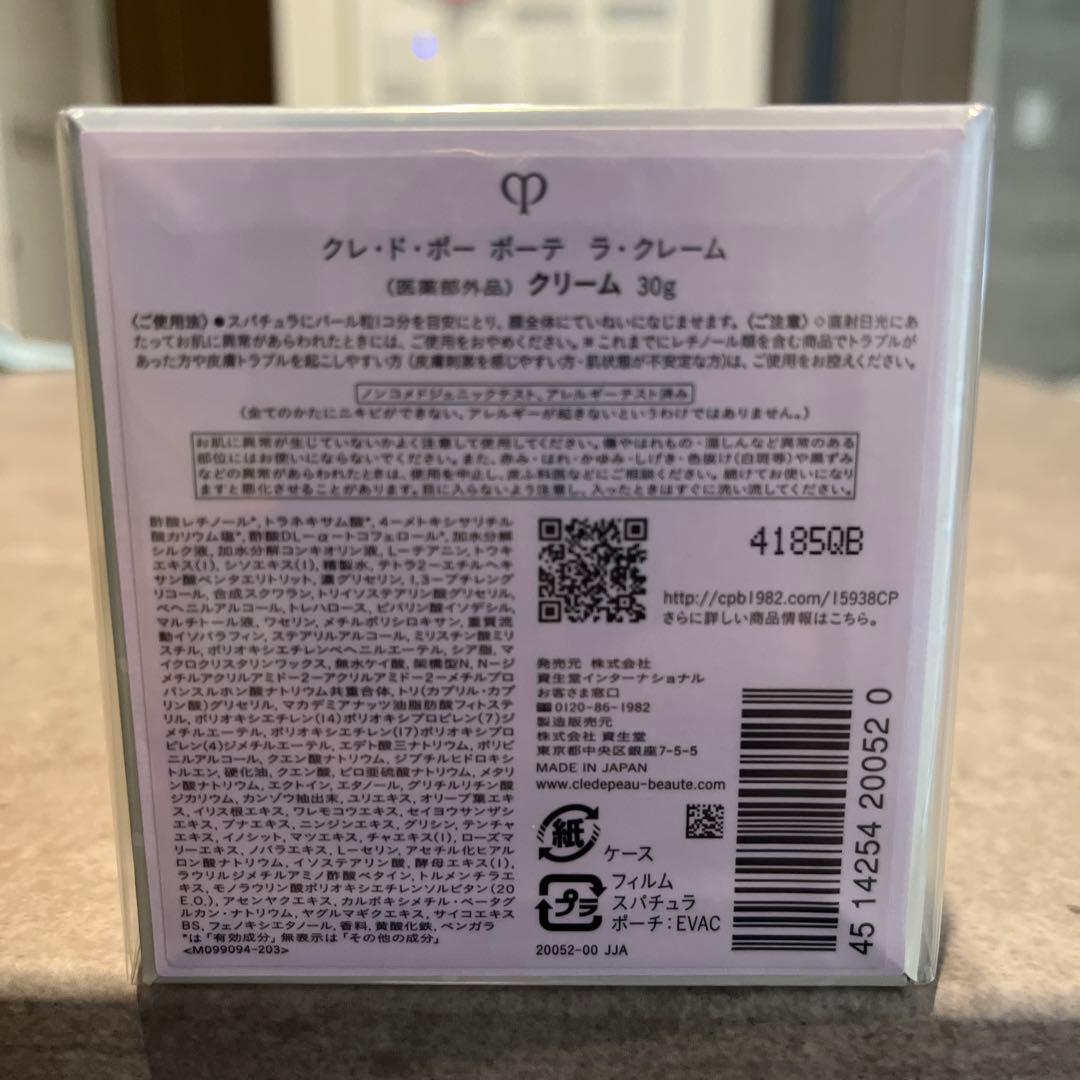 クレ・ド・ポー ボーテ ラ・クレーム
（医薬部外品）クリーム 30g
〈ご使用法〉●スパチュラにパール粒1コ分を目安にとり、顔全体にていねいになじませます。〈ご注意〉◇直射日光にあ
たってお肌に異常があらわれたときには、ご使用をおやめください。※これまでにレチノール類を含む商品でトラブルが
あった方や皮膚トラブルを起こしやすい方（皮膚刺激を感じやすい方・肌状態が不安定な方）は、ご使用をお控えください。
ノンコメドジェニックテスト、アレルギーテスト済み
（全てのかたにニキビができない、アレルギーが起きないというわけではありません。）
お肌に異常が生じていないかよく注意して使用してください。傷やはれもの・湿しんなど異常のある
部位にはお使いにならないでください。また、赤み・はれ・かゆみ・しげき・色抜け（白斑等）や黒ずみ
などの異常があらわれたときは、使用を中止し、皮ふ科医などにご相談ください。続けてお使いになり
ますと悪化させることがあります。目に入らないよう注意し、入ったときはすぐに洗い流してください。
酢酸レチノール*、トラネキサム酸*、4－メトキシサリチル
酸カリウム塩*、酢酸DL－α－トコフェロール*、加水分解
シルク液、加水分解コンキオリン液、L－テアニン、トウキ
エキス（1）、シソエキス（1）、精製水、テトラ2－エチルヘキ
サン酸ペンタエリトリット、濃グリセリン、1，3－ブチレング
リコール、合成スクワラン、トリイソステアリン酸グリセリル、
ベヘニルアルコール、トレハロース、ピバリン酸イソデシル、
マルチトール液、ワセリン、メチルポリシロキサン、重質流
動イソパラフィン、ステアリルアルコール、ミリスチン酸ミリ
スチル、ポリオキシエチレンベヘニルエーテル、シア脂、マ
イクロクリスタリンワックス、無水ケイ酸、架橋型N，N－ジ
メチルアクリルアミド－2－アクリルアミド－2－メチルプロ
パンスルホン酸ナトリウム共重合体、トリ（カプリル・カプ
リン酸）グリセリル、マカデミアナッツ油脂肪酸フィトステ
リル、ポリオキシエチレン（14）ポリオキシプロピレン（7）ジ
メチルエーテル、ポリオキシエチレン（17）ポリオキシプロ
ピレン（4）ジメチルエーテル、エデト酸三ナトリウム、ポリビ
ニルアルコール、クエン酸ナトリウム、ジブチルヒドロキシ
トルエン、硬化油、クエン酸、ピロ亜硫酸ナトリウム、メタリ
ン酸ナトリウム、エクトイン、エタノール、グリチルリチン酸
ジカリウム、カンゾウ抽出末、ユリエキス、オリーブ葉エキ
ス、イリス根エキス、ワレモコウエキス、セイヨウサンザシ
エキス、ブナエキス、ニンジンエキス、グリシン、テンチャ
エキス、イノシット、マツエキス、チャエキス（1）、ローズマ
リーエキス、ノバラエキス、L－セリン、アセチル化ヒアル
ロン酸ナトリウム、イソステアリン酸、酵母エキス（1）、
ラウリルジメチルアミノ酢酸ベタイン、トルメンチラエ
キス、モノラウリン酸ポリオキシエチレンソルビタン（20
E.O.）、アセンヤクエキス、カルボキシメチル・ベータグ
ルカン・ナトリウム、ヤグルマギクエキス、サイコエキス
BS、フェノキシエタノール、香料、黄酸化鉄、ベンガラ
*は「有効成分」無表示は「その他の成分」
<M099094-203>
4185QB
http://cpb1982.com/15938CP
さらに詳しい商品情報はこちら。
発売元 株式会社
資生堂インターナショナル
お客さま窓口
0120-86-1982
製造販売元
株式会社 資生堂
東京都中央区銀座7-5-5
MADE IN JAPAN
www.cledepeau-beaute.com
紙 ケース
プラ フィルム
スパチュラ
ポーチ：EVAC
20052-00 JJA
45 14254 20052 0